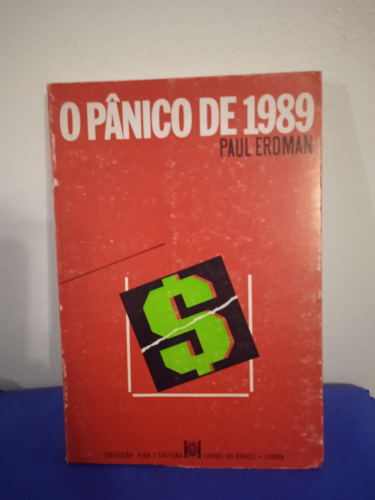 O PÂNICO DE 1989
PAUL ERDMAN
$
COLECÇÃO VIDA E CULTURA LIVROS DO BRASIL • LISBOA